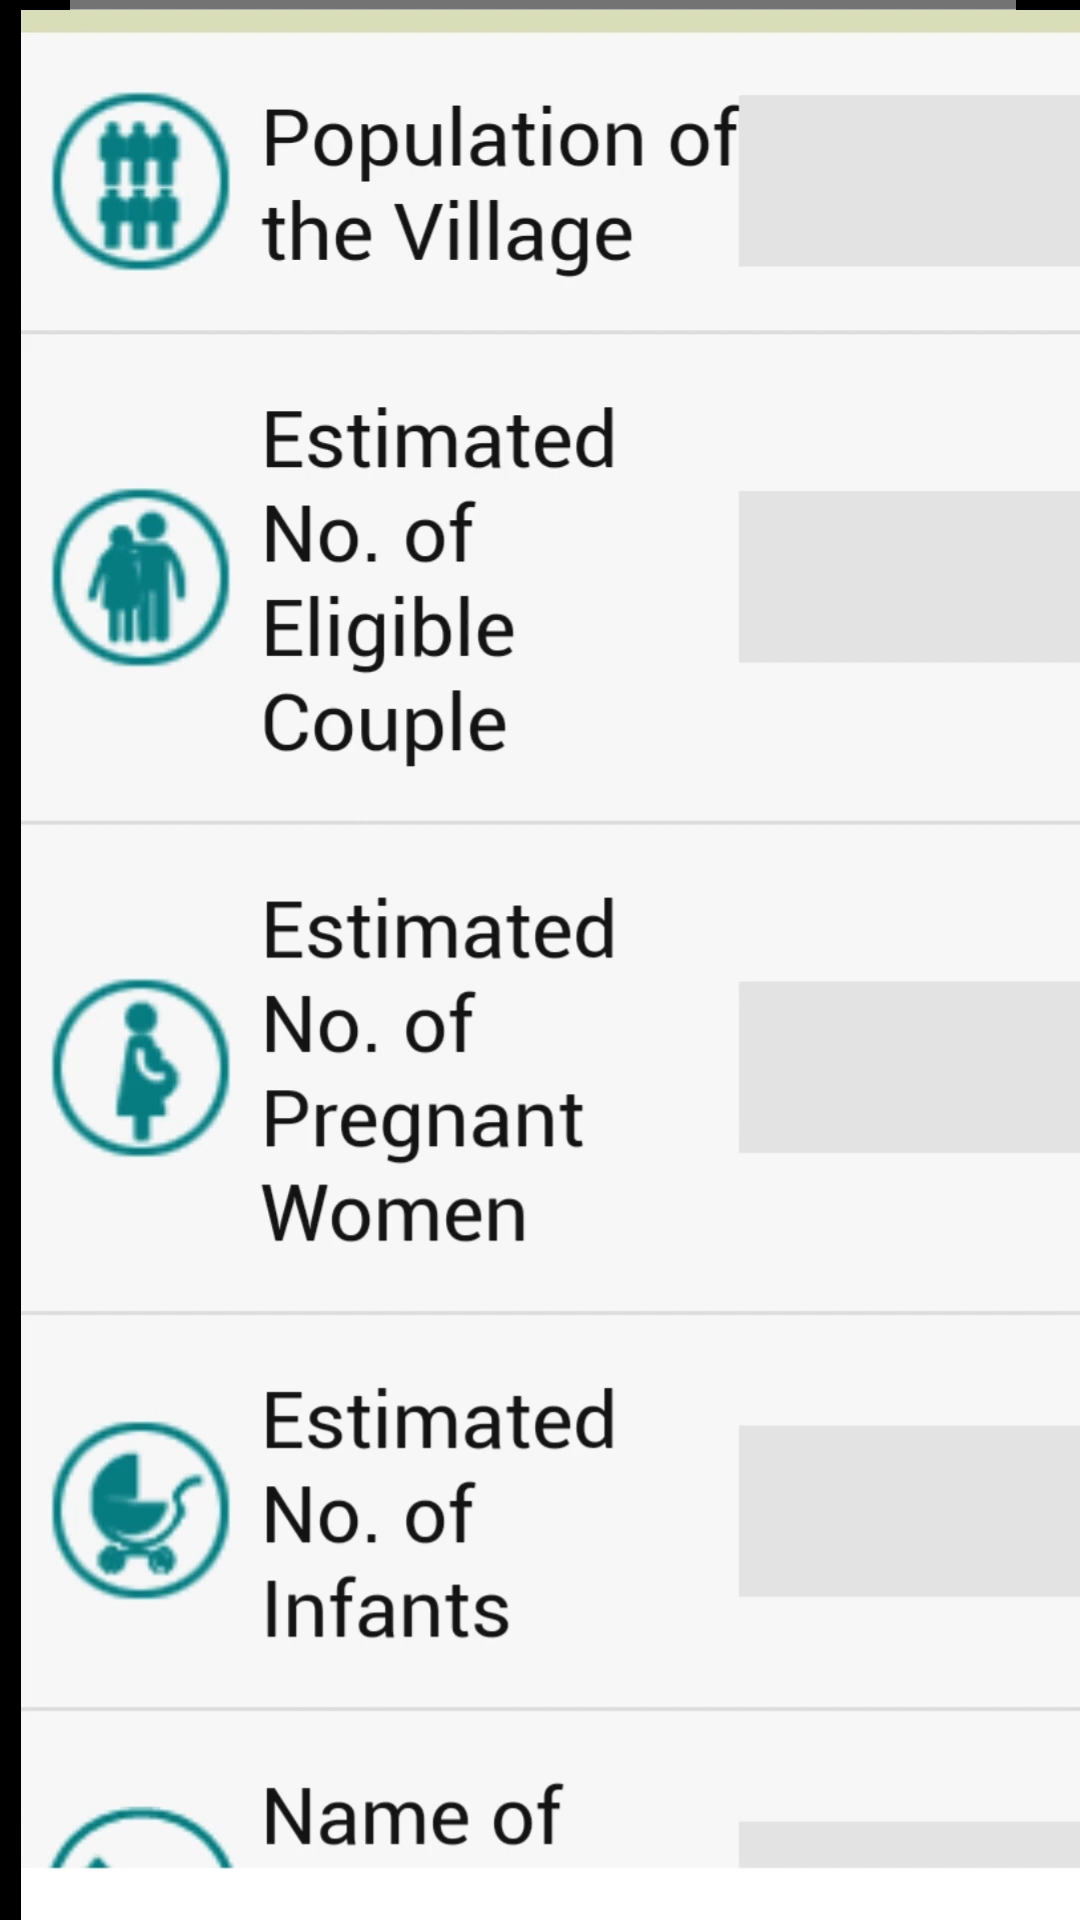 Population of
the Village
Estimated
No. of
Eligible
Couple
Estimated
No. of
Pregnant
Women
Estimated
No. of
Infants
Name of